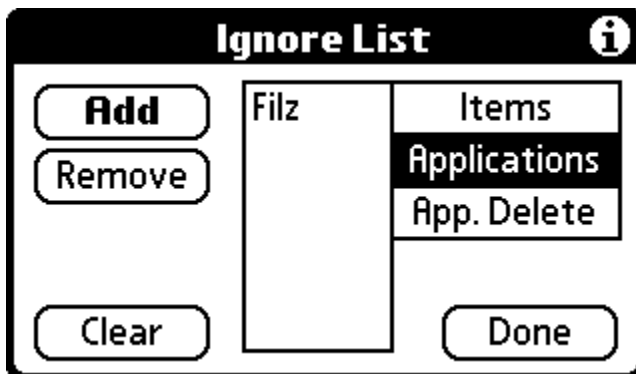 Ignore List
Add
Remove
Clear
Filz
Items
Applications
App. Delete
Done